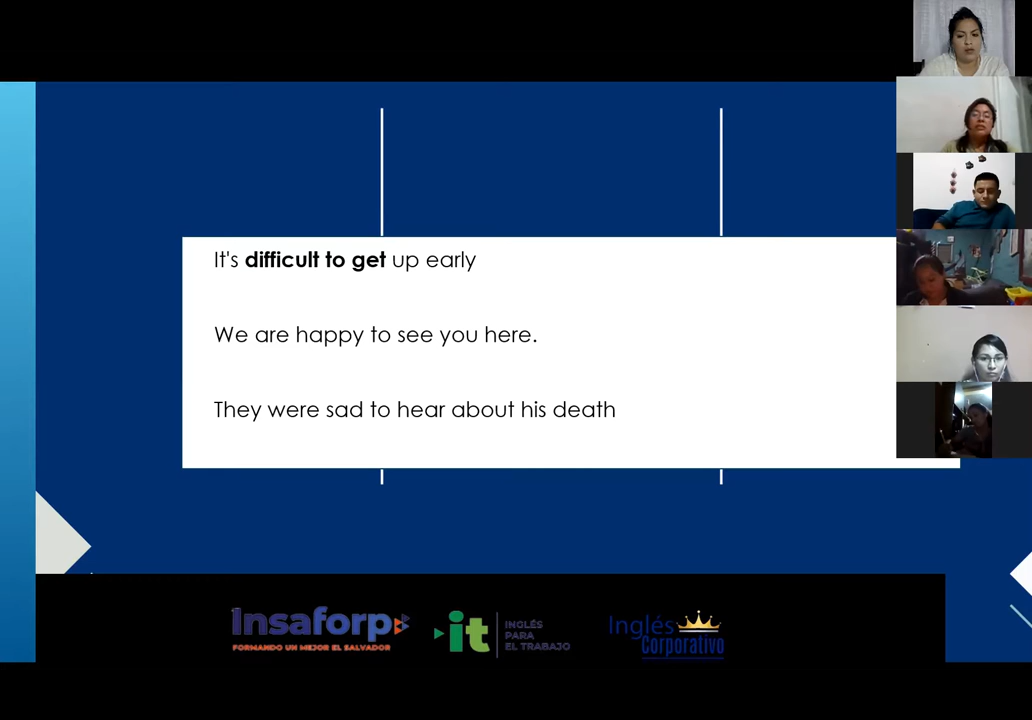 It's difficult to get up early
We are happy to see you here.
They were sad to hear about his death
Insaforp
FORMANDO UN MEJOR EL SALVADOR
it
INGLÉS
PARA
EL TRABAJO
Inglés
Corporativo